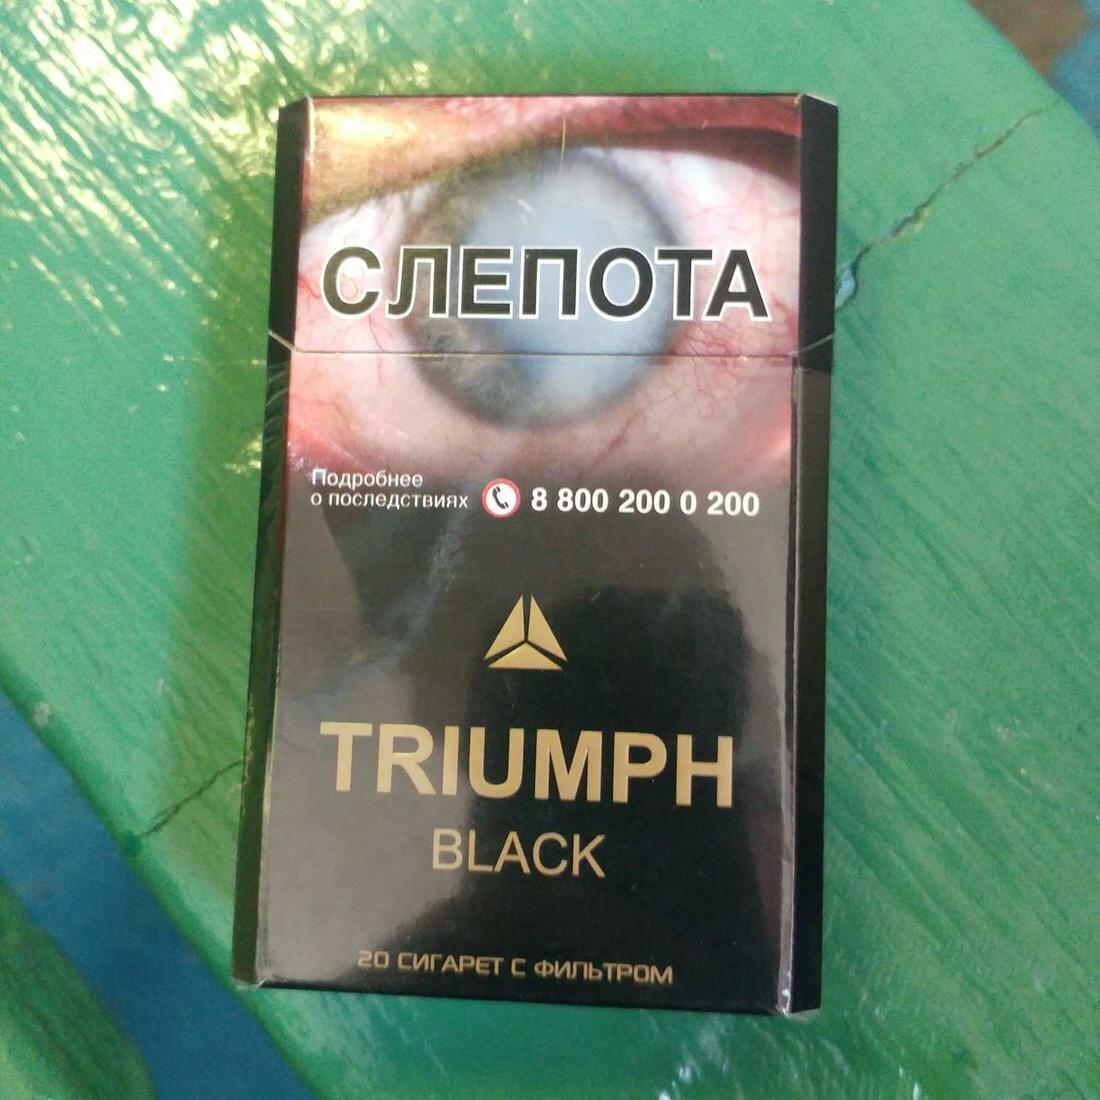 СЛЕПОТА
Подробнее
о последствиях 8 800 200 0 200
TRIUMPH
BLACK
20 СИГАРЕТ С ФИЛЬТРОМ